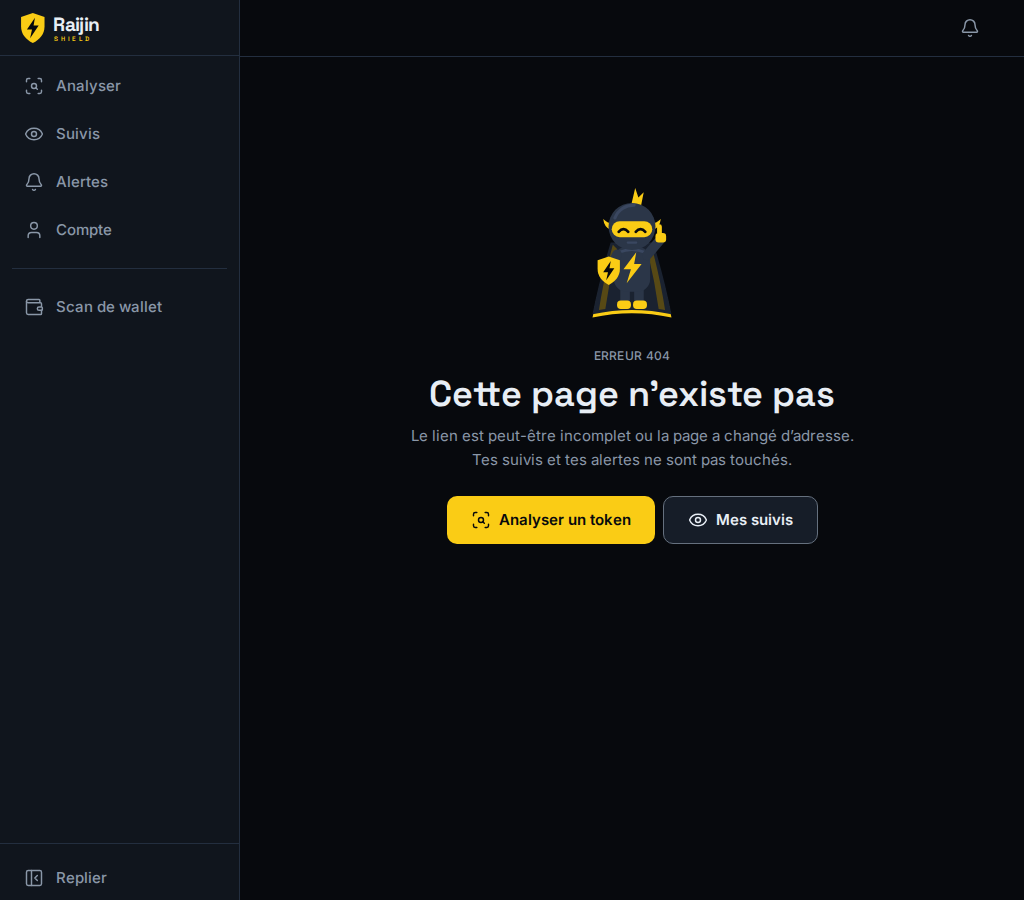 Raijin
SHIELD
Analyser
Suivis
Alertes
Compte
Scan de wallet
Replier
ERREUR 404
Cette page n’existe pas
Le lien est peut-être incomplet ou la page a changé d’adresse.
Tes suivis et tes alertes ne sont pas touchés.
Analyser un token
Mes suivis